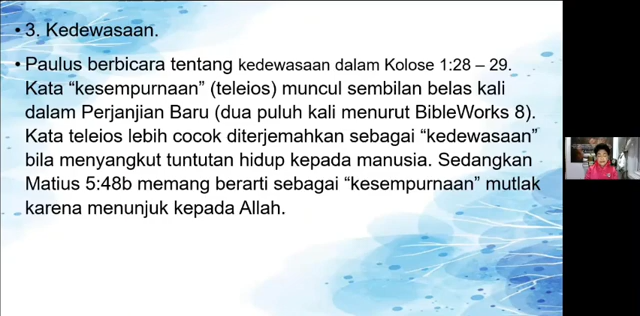 • 3. Kedewasaan.
• Paulus berbicara tentang kedewasaan dalam Kolose 1:28 – 29.
Kata “kesempurnaan” (teleios) muncul sembilan belas kali
dalam Perjanjian Baru (dua puluh kali menurut BibleWorks 8).
Kata teleios lebih cocok diterjemahkan sebagai “kedewasaan”
bila menyangkut tuntutan hidup kepada manusia. Sedangkan
Matius 5:48b memang berarti sebagai “kesempurnaan” mutlak
karena menunjuk kepada Allah.